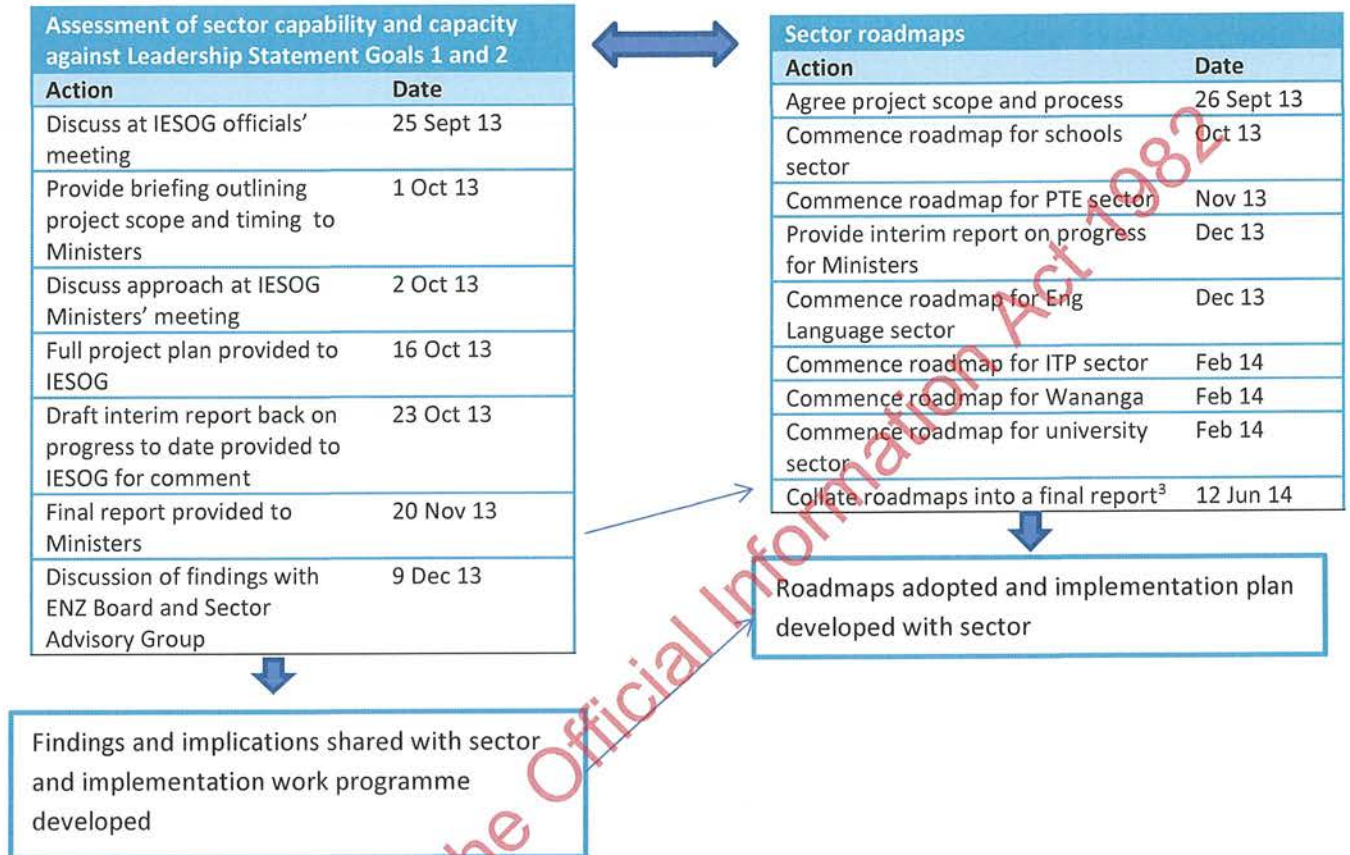 Assessment of sector capability and capacity
against Leadership Statement Goals 1 and 2
Action Date
Discuss at IESOG officials’ 25 Sept 13
meeting
Provide briefing outlining 1 Oct 13
project scope and timing to
Ministers
Discuss approach at IESOG 2 Oct 13
Ministers’ meeting
Full project plan provided to 16 Oct 13
IESOG
Draft interim report back on 23 Oct 13
progress to date provided to
IESOG for comment
Final report provided to 20 Nov 13
Ministers
Discussion of findings with 9 Dec 13
ENZ Board and Sector
Advisory Group
Findings and implications shared with sector
and implementation work programme
developed
Sector roadmaps
Action Date
Agree project scope and process 26 Sept 13
Commence roadmap for schools Oct 13
sector
Commence roadmap for PTE sector Nov 13
Provide interim report on progress Dec 13
for Ministers
Commence roadmap for Eng Dec 13
Language sector
Commence roadmap for ITP sector Feb 14
Commence roadmap for Wananga Feb 14
Commence roadmap for university Feb 14
sector
Collate roadmaps into a final report³ 12 Jun 14
Roadmaps adopted and implementation plan
developed with sector
he Official Information Act 1982